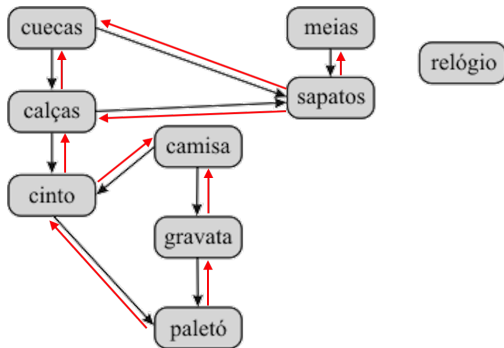 cuecas
meias
relógio
calças
sapatos
camisa
cinto
gravata
paletó